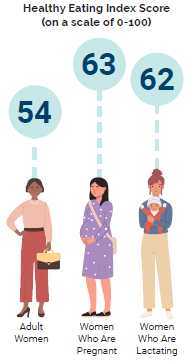 Healthy Eating Index Score
(on a scale of 0-100)
54
63
62
Adult
Women
Women
Who Are
Pregnant
Women
Who Are
Lactating